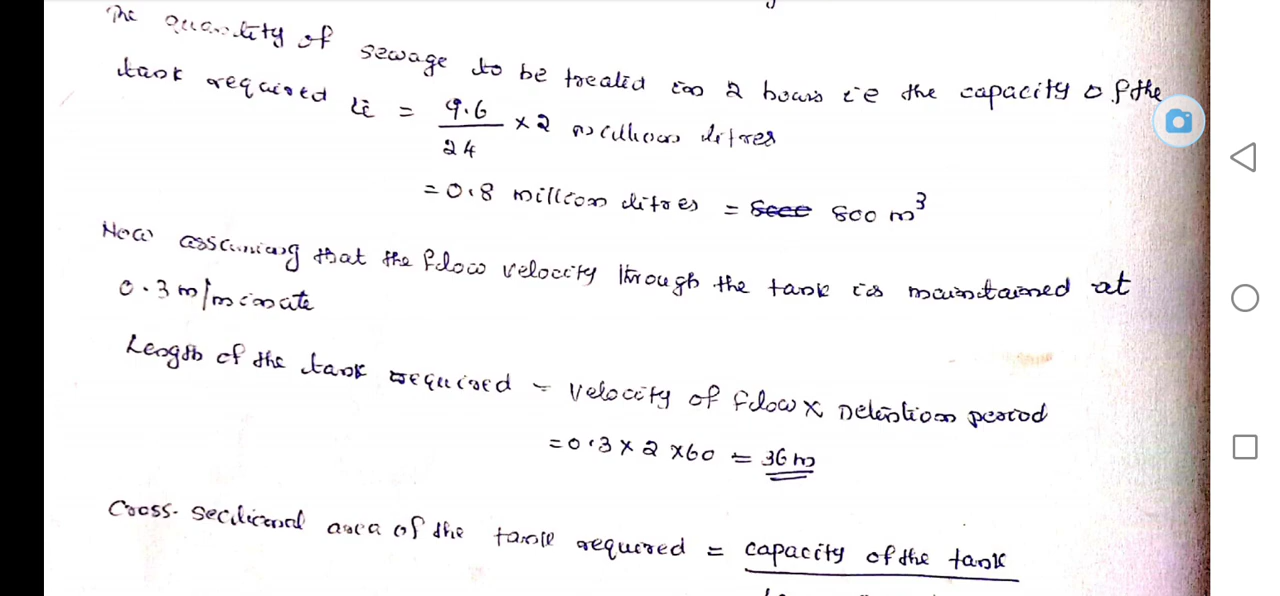 The quantity of sewage to be treated in 2 hours i.e the capacity of the
tank required i.e = 9.6/24 × 2 million litres
= 0.8 million litres = 800 m³
Now assuming that the flow velocity through the tank is maintained at
0.3 m/minute
Length of the tank required = Velocity of flow × Detention period
= 0.3 × 2 × 60 = 36 m
Cross-sectional area of the tank required = capacity of the tank